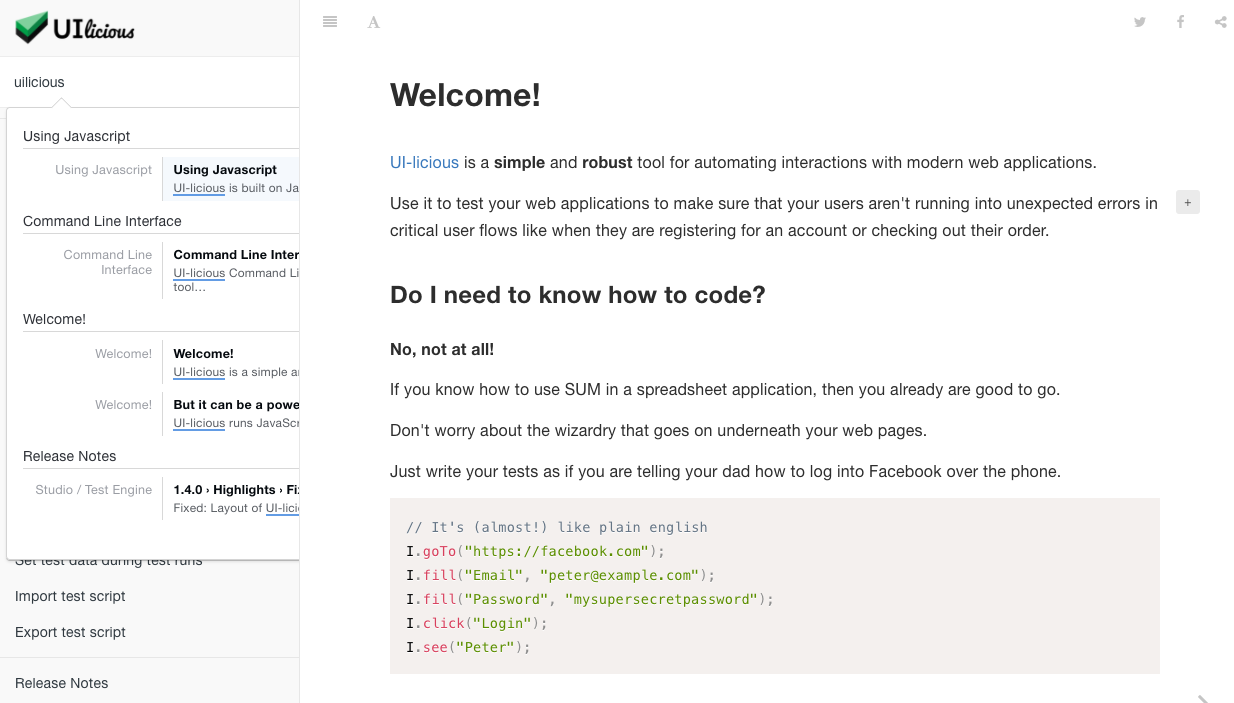 UIlicious
uilicious
Using Javascript
Using Javascript
Using Javascript
UI-licious is built on Ja
Command Line Interface
Command Line
Interface
Command Line Inter
UI-licious Command Li
tool…
Welcome!
Welcome!
Welcome!
UI-licious is a simple a
Welcome!
But it can be a powe
UI-licious runs JavaSc
Release Notes
Studio / Test Engine
1.4.0 › Highlights › Fi
Fixed: Layout of UI-lici
Set test data during test runs
Import test script
Export test script
Release Notes
A
Welcome!
UI-licious is a simple and robust tool for automating interactions with modern web applications.
Use it to test your web applications to make sure that your users aren't running into unexpected errors in
critical user flows like when they are registering for an account or checking out their order.
+
Do I need to know how to code?
No, not at all!
If you know how to use SUM in a spreadsheet application, then you already are good to go.
Don't worry about the wizardry that goes on underneath your web pages.
Just write your tests as if you are telling your dad how to log into Facebook over the phone.
// It's (almost!) like plain english
I.goTo("https://facebook.com");
I.fill("Email", "peter@example.com");
I.fill("Password", "mysupersecretpassword");
I.click("Login");
I.see("Peter");